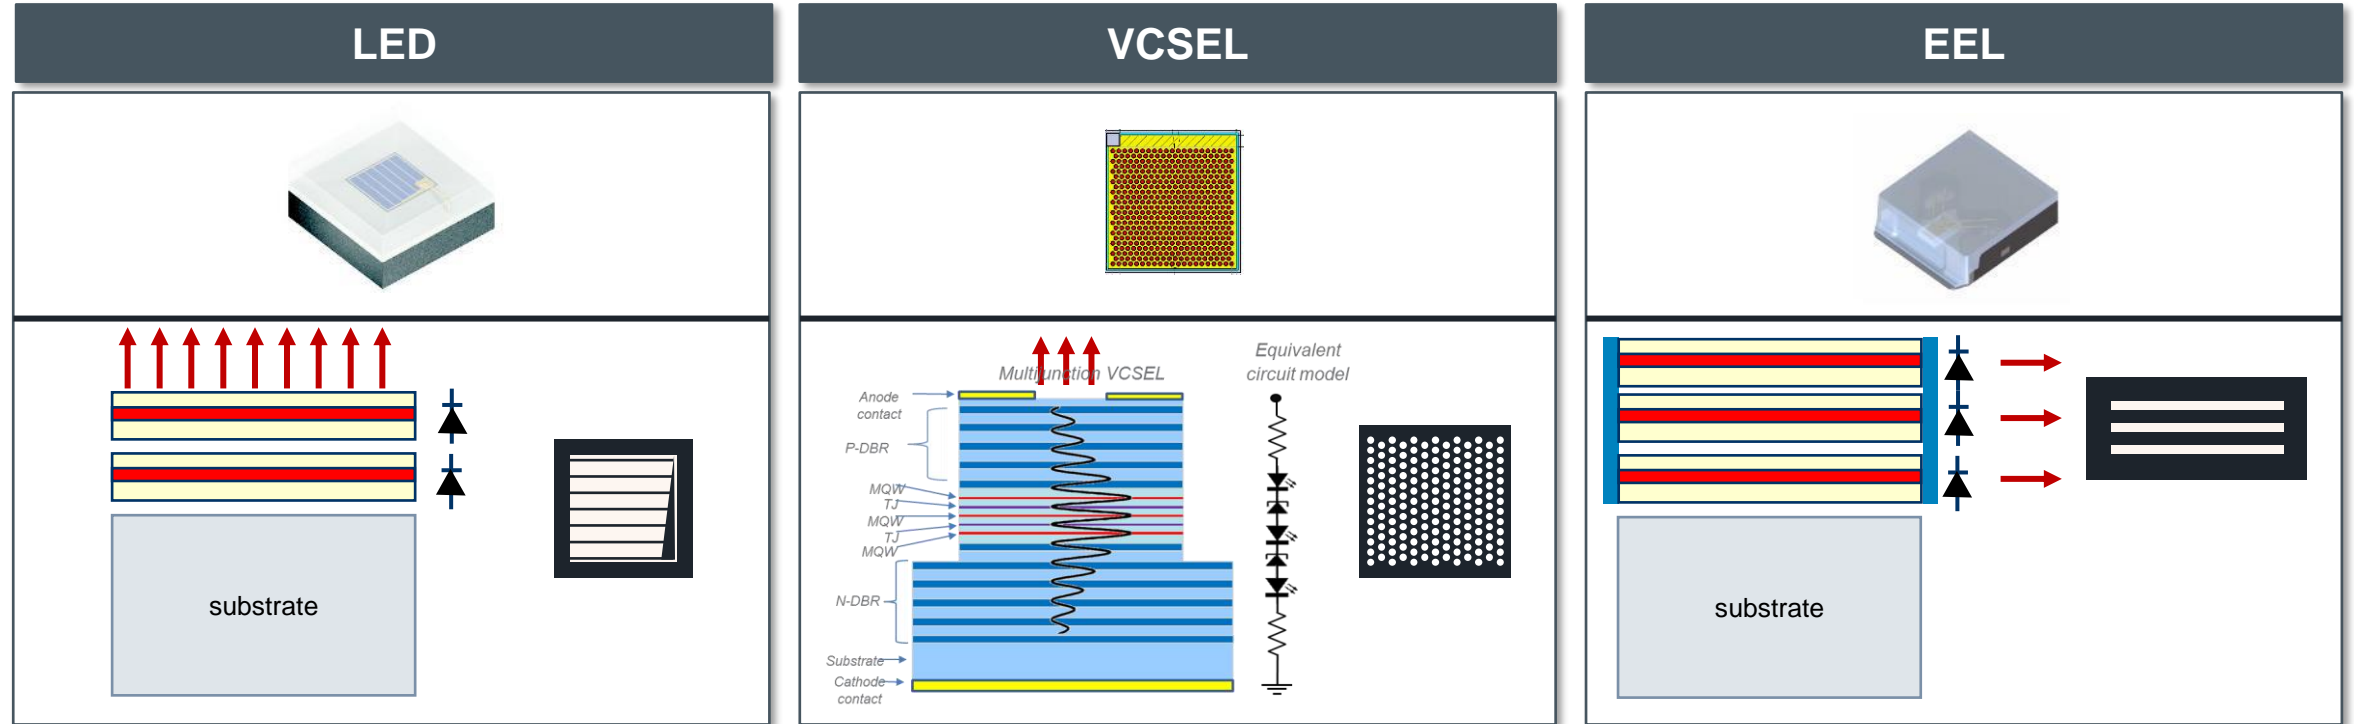 LED
VCSEL
EEL
substrate
Multijunction VCSEL
Equivalent
circuit model
Anode
contact
P-DBR
MQW
TJ
MQW
TJ
MQW
N-DBR
Substrate
Cathode
contact
substrate